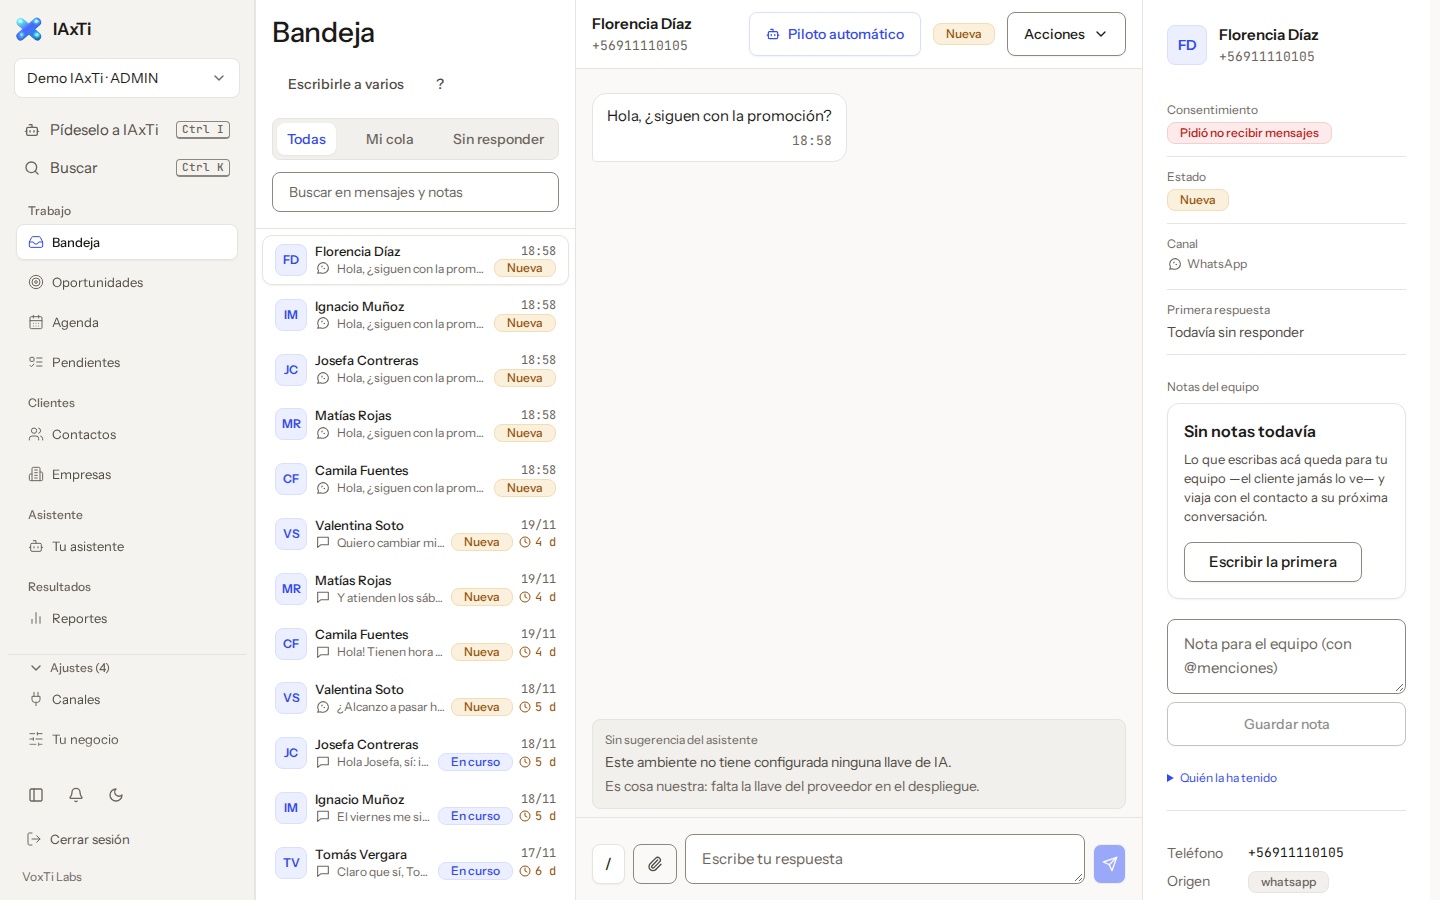 IAxTi
Demo IAxTi · ADMIN
Pídeselo a IAxTi
Ctrl I
Buscar
Ctrl K
Trabajo
Bandeja
Oportunidades
Agenda
Pendientes
Clientes
Contactos
Empresas
Asistente
Tu asistente
Resultados
Reportes
Ajustes (4)
Canales
Tu negocio
Cerrar sesión
VoxTi Labs
Bandeja
Escribirle a varios
?
Todas
Mi cola
Sin responder
Buscar en mensajes y notas
FD
Florencia Díaz
18:58
Hola, ¿siguen con la prom...
Nueva
IM
Ignacio Muñoz
18:58
Hola, ¿siguen con la prom...
Nueva
JC
Josefa Contreras
18:58
Hola, ¿siguen con la prom...
Nueva
MR
Matías Rojas
18:58
Hola, ¿siguen con la prom...
Nueva
CF
Camila Fuentes
18:58
Hola, ¿siguen con la prom...
Nueva
VS
Valentina Soto
19/11
Quiero cambiar mi...
Nueva
4 d
MR
Matías Rojas
19/11
Y atienden los sáb...
Nueva
4 d
CF
Camila Fuentes
19/11
Hola! Tienen hora ...
Nueva
4 d
VS
Valentina Soto
18/11
¿Alcanzo a pasar h...
Nueva
5 d
JC
Josefa Contreras
18/11
Hola Josefa, sí: i...
En curso
5 d
IM
Ignacio Muñoz
18/11
El viernes me si...
En curso
5 d
TV
Tomás Vergara
17/11
Claro que sí, To...
En curso
6 d
Florencia Díaz
+56911110105
Piloto automático
Nueva
Acciones
Hola, ¿siguen con la promoción?
18:58
Sin sugerencia del asistente
Este ambiente no tiene configurada ninguna llave de IA.
Es cosa nuestra: falta la llave del proveedor en el despliegue.
/
Escribe tu respuesta
FD
Florencia Díaz
+56911110105
Consentimiento
Pidió no recibir mensajes
Estado
Nueva
Canal
WhatsApp
Primera respuesta
Todavía sin responder
Notas del equipo
Sin notas todavía
Lo que escribas acá queda para tu
equipo —el cliente jamás lo ve— y
viaja con el contacto a su próxima
conversación.
Escribir la primera
Nota para el equipo (con
@menciones)
Guardar nota
Quién la ha tenido
Teléfono
+56911110105
Origen
whatsapp